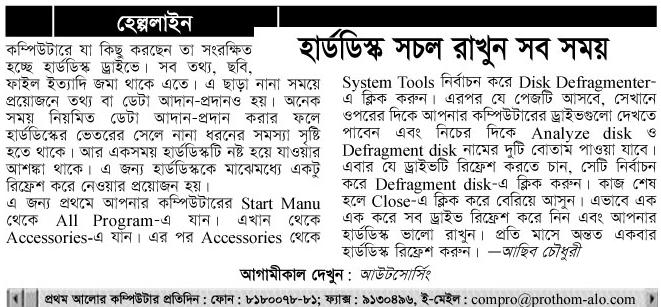 হেল্পলাইন
হার্ডডিস্ক সচল রাখুন সব সময়
কম্পিউটারে যা কিছু করছেন তা সংরক্ষিত
হচ্ছে হার্ডডিস্ক ড্রাইভে। সব তথ্য, ছবি,
ফাইল ইত্যাদি জমা থাকে এতে। এ ছাড়া নানা সময়ে
প্রয়োজনে তথ্য বা ডেটা আদান-প্রদানও হয়। অনেক
সময় নিয়মিত ডেটা আদান-প্রদান করার ফলে
হার্ডডিস্কের ভেতরের সেলে নানা ধরনের সমস্যা সৃষ্টি
হতে থাকে। আর একসময় হার্ডডিস্কটি নষ্ট হয়ে যাওয়ার
আশঙ্কা থাকে। এ জন্য হার্ডডিস্ককে মাঝেমধ্যে একটু
রিফ্রেশ করে নেওয়ার প্রয়োজন হয়।
এ জন্য প্রথমে আপনার কম্পিউটারের Start Manu
থেকে All Program-এ যান। এখান থেকে
Accessories-এ যান। এর পর Accessories থেকে
System Tools নির্বাচন করে Disk Defragmenter-
এ ক্লিক করুন। এরপর যে পেজটি আসবে, সেখানে
ওপরের দিকে আপনার কম্পিউটারের ড্রাইভগুলো দেখতে
পাবেন এবং নিচের দিকে Analyze disk ও
Defragment disk নামের দুটি বোতাম পাওয়া যাবে।
এবার যে ড্রাইভটি রিফ্রেশ করতে চান, সেটি নির্বাচন
করে Defragment disk-এ ক্লিক করুন। কাজ শেষ
হলে Close-এ ক্লিক করে বেরিয়ে আসুন। এভাবে এক
এক করে সব ড্রাইভ রিফ্রেশ করে নিন এবং আপনার
হার্ডডিস্ক ভালো রাখুন। প্রতি মাসে অন্তত একবার
হার্ডডিস্ক রিফ্রেশ করুন। —আছিব চৌধুরী
আগামীকাল দেখুন : আউটসোর্সিং
প্রথম আলোর কম্পিউটার প্রতিদিন : ফোন : ৮১৮০০৭৮-৮১; ফ্যাক্স : ৯১৩০৪৯৬, ই-মেইল : compro@prothom-alo.com